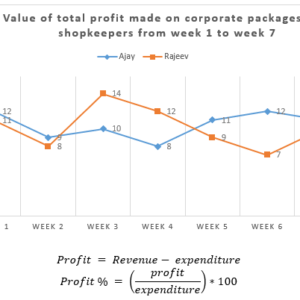 Value of total profit made on corporate packages
shopkeepers from week 1 to week 7
Ajay Rajeev
14
12 12 12
11 11
10
9 9
8 8
7
1 WEEK 2 WEEK 3 WEEK 4 WEEK 5 WEEK 6
Profit = Revenue − expenditure
Profit % = (profit / expenditure) * 100